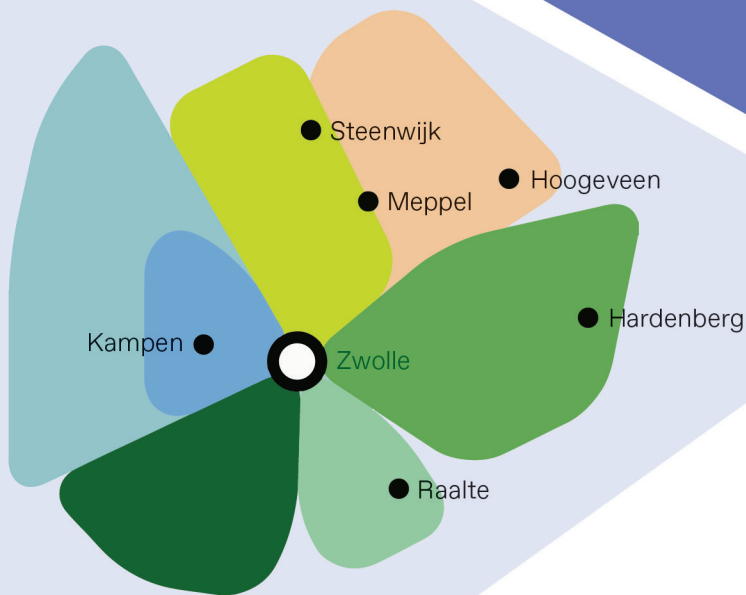 Steenwijk
Hoogeveen
Meppel
Hardenberg
Kampen
Zwolle
Raalte